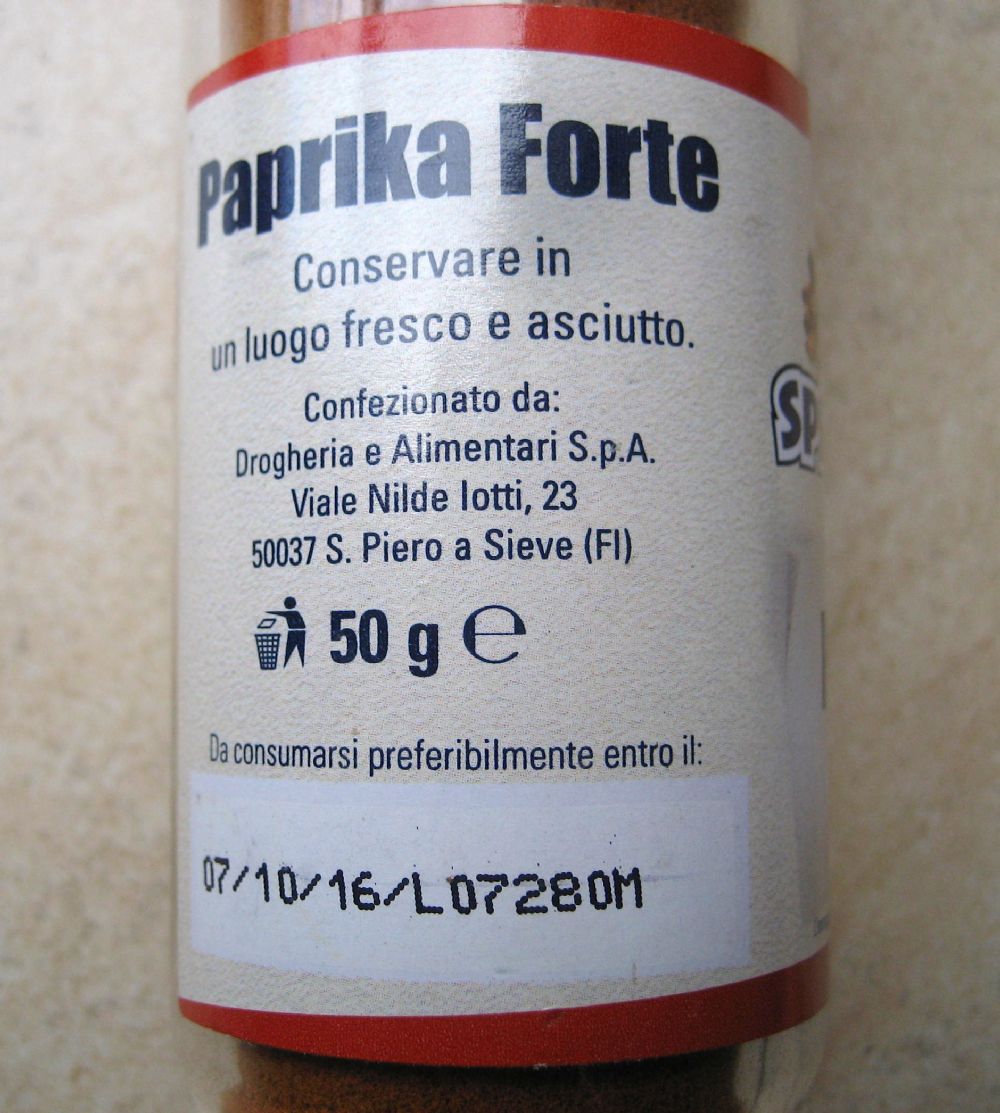 Paprika Forte
Conservare in
un luogo fresco e asciutto.
Confezionato da:
Drogheria e Alimentari S.p.A.
Viale Nilde Iotti, 23
50037 S. Piero a Sieve (FI)
50 g ℮
Da consumarsi preferibilmente entro il:
07/10/16/L07280M